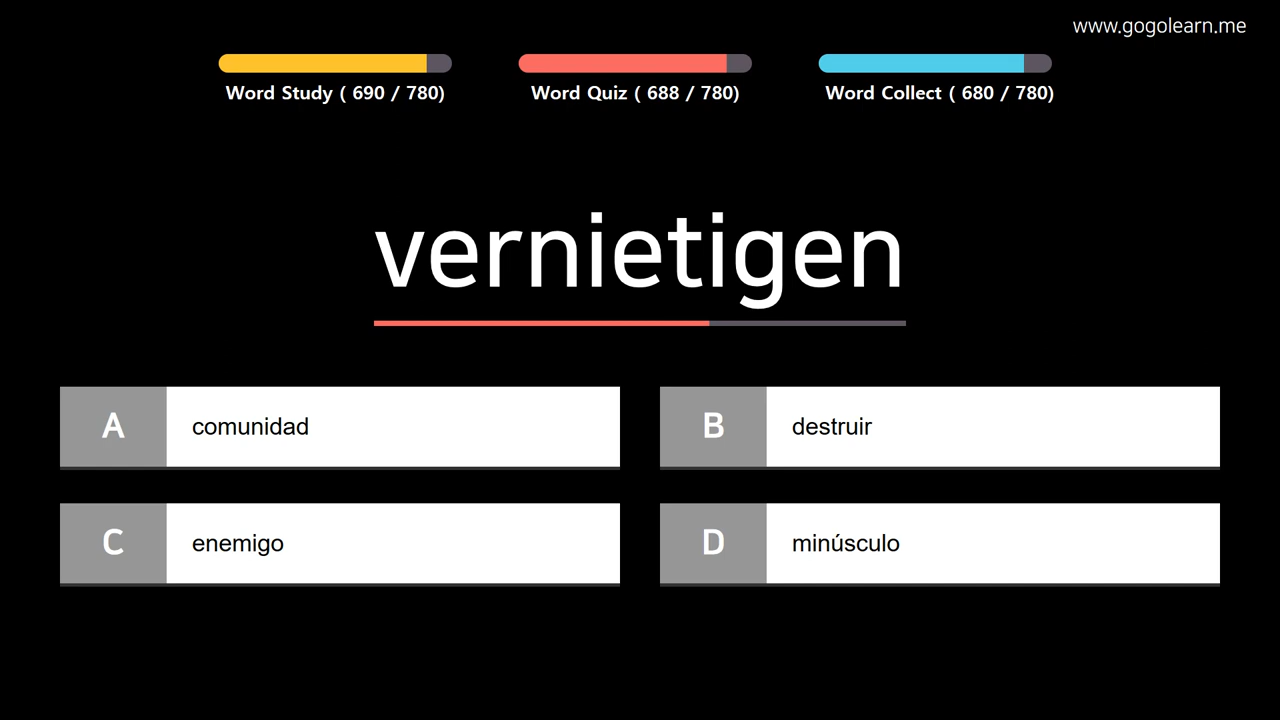 www.gogolearn.me
Word Study ( 690 / 780)
Word Quiz ( 688 / 780)
Word Collect ( 680 / 780)
vernietigen
A comunidad
B destruir
C enemigo
D minúsculo